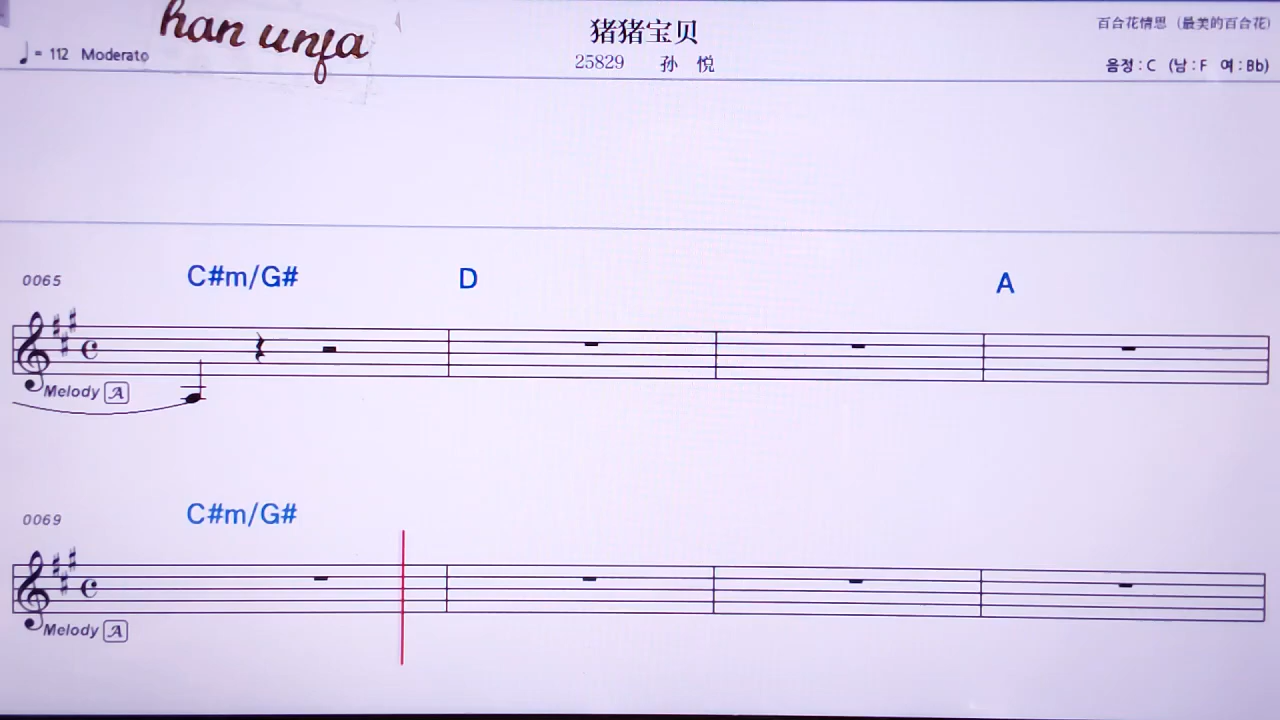 han unfa
♩= 112 Moderato
猪猪宝贝
25829 孙 悦
百合花情思 (最美的百合花)
음정 : C (남 : F 여 : Bb)
0065
C#m/G# D A
Melody A
0069
C#m/G#
Melody A